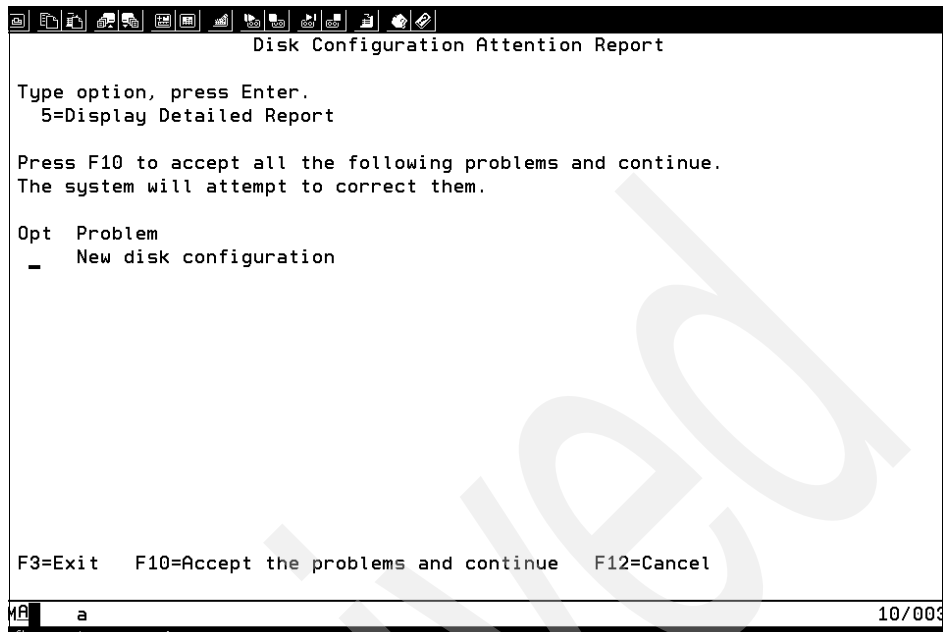 Disk Configuration Attention Report
Type option, press Enter.
5=Display Detailed Report
Press F10 to accept all the following problems and continue.
The system will attempt to correct them.
Opt Problem
_ New disk configuration
F3=Exit F10=Accept the problems and continue F12=Cancel
MA a 10/003